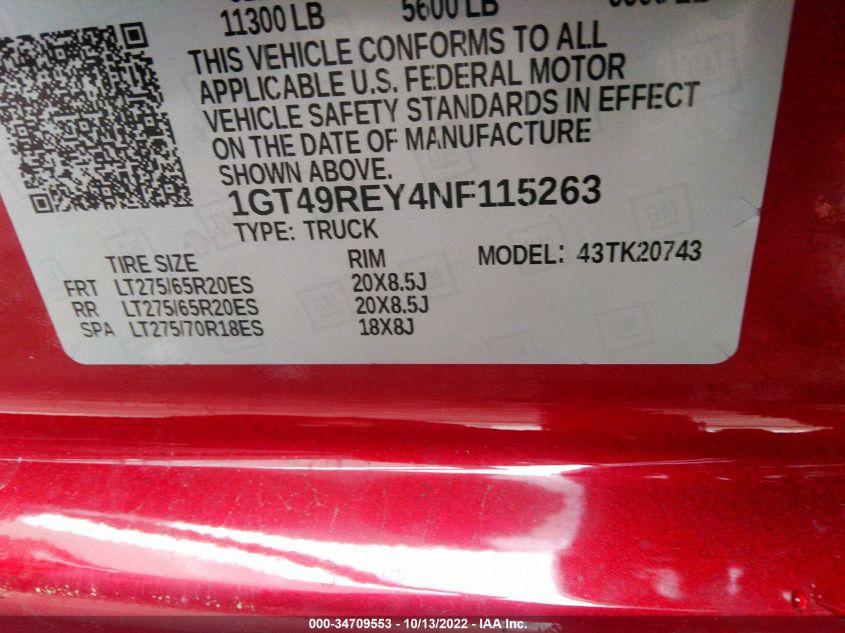 11300 LB 5600 LB
THIS VEHICLE CONFORMS TO ALL
APPLICABLE U.S. FEDERAL MOTOR
VEHICLE SAFETY STANDARDS IN EFFECT
ON THE DATE OF MANUFACTURE
SHOWN ABOVE.
1GT49REY4NF115263
TYPE: TRUCK
TIRE SIZE RIM MODEL: 43TK20743
FRT LT275/65R20ES 20X8.5J
RR LT275/65R20ES 20X8.5J
SPA LT275/70R18ES 18X8J
000-34709553 - 10/13/2022 - IAA Inc.